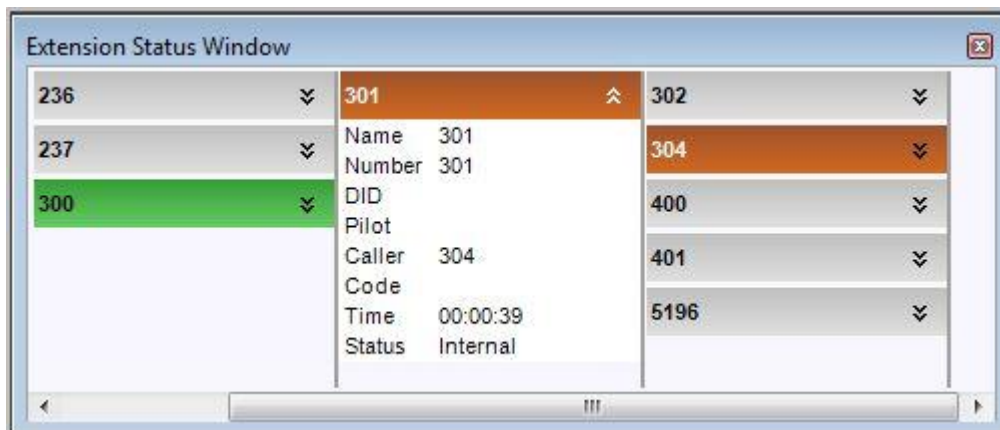 Extension Status Window
236
237
300
301
Name 301
Number 301
DID
Pilot
Caller 304
Code
Time 00:00:39
Status Internal
302
304
400
401
5196